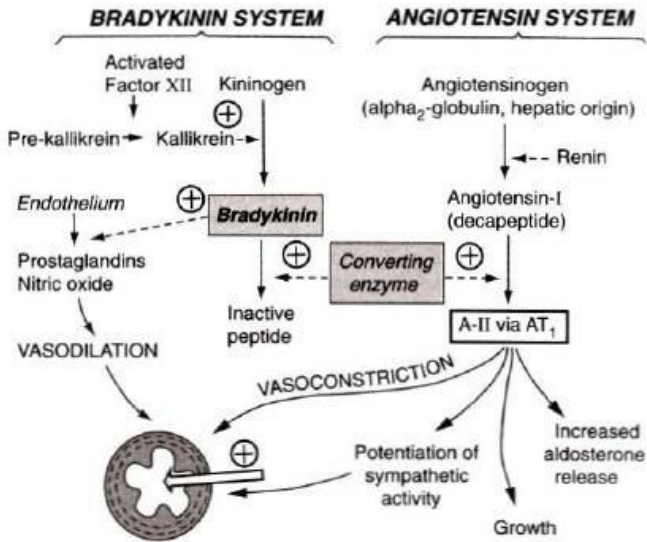 BRADYKININ SYSTEM
ANGIOTENSIN SYSTEM
Activated
Factor XII
Kininogen
Pre-kallikrein
Kallikrein
Endothelium
Bradykinin
Prostaglandins
Nitric oxide
VASODILATION
Inactive
peptide
Converting
enzyme
Angiotensinogen
(alpha₂-globulin, hepatic origin)
Renin
Angiotensin-I
(decapeptide)
A-II via AT₁
VASOCONSTRICTION
Potentiation of
sympathetic
activity
Increased
aldosterone
release
Growth